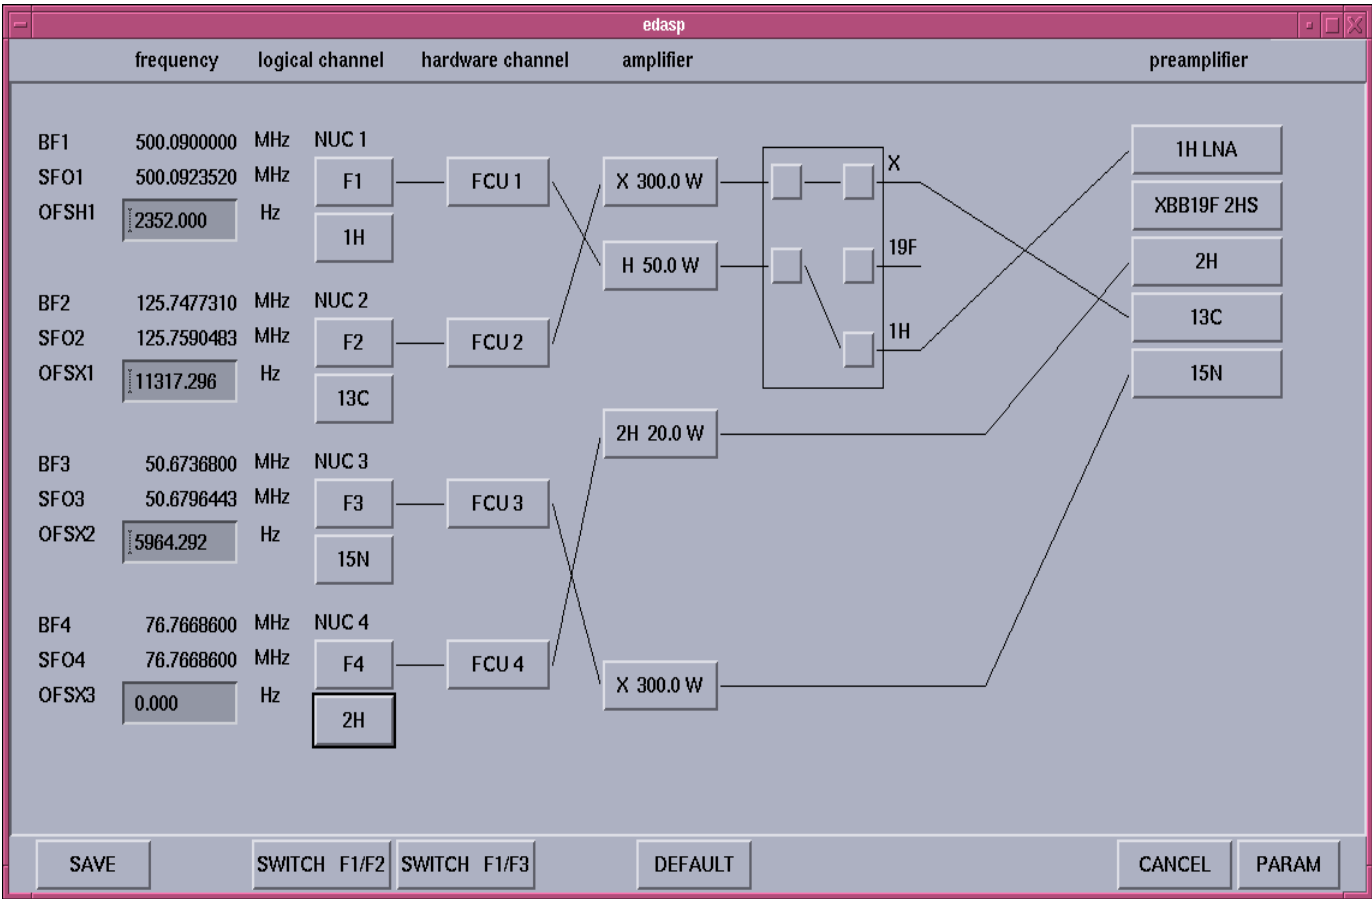 edasp
frequency logical channel hardware channel amplifier preamplifier
BF1 500.0900000 MHz NUC 1
SFO1 500.0923520 MHz F1 FCU 1 X 300.0 W X 1H LNA
OFSH1 2352.000 Hz 1H XBB19F 2HS
H 50.0 W 19F 2H
BF2 125.7477310 MHz NUC 2 13C
SFO2 125.7590483 MHz F2 FCU 2 1H
OFSX1 11317.296 Hz 13C 15N
2H 20.0 W
BF3 50.6736800 MHz NUC 3
SFO3 50.6796443 MHz F3 FCU 3
OFSX2 5964.292 Hz 15N
BF4 76.7668600 MHz NUC 4
SFO4 76.7668600 MHz F4 FCU 4 X 300.0 W
OFSX3 0.000 Hz 2H
SAVE SWITCH F1/F2 SWITCH F1/F3 DEFAULT CANCEL PARAM